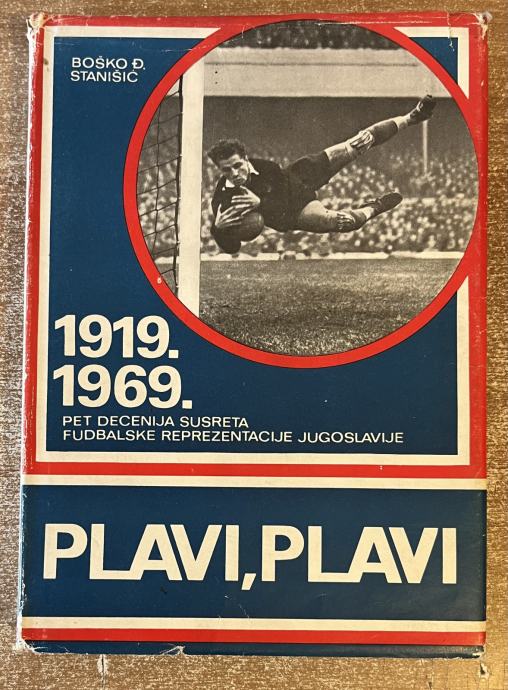 BOŠKO Đ.
STANIŠIĆ
1919.
1969.
PET DECENIJA SUSRETA
FUDBALSKE REPREZENTACIJE JUGOSLAVIJE
PLAVI, PLAVI